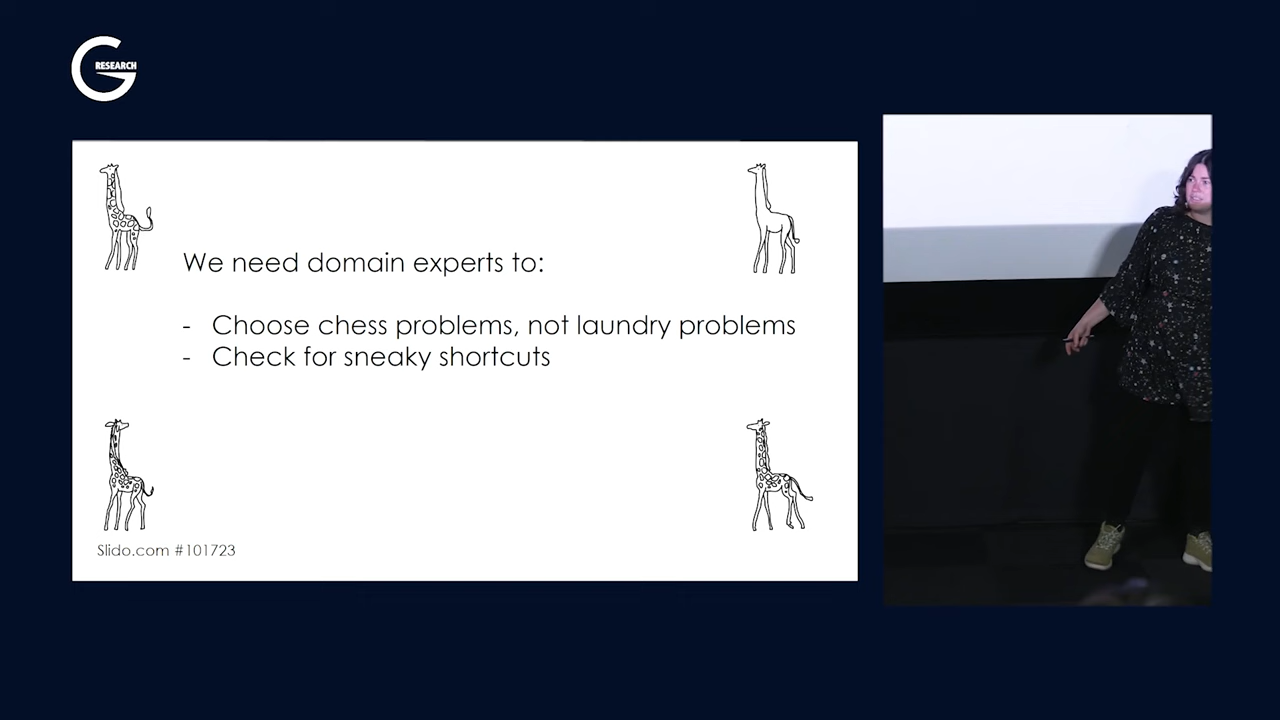 G RESEARCH
We need domain experts to:
- Choose chess problems, not laundry problems
- Check for sneaky shortcuts
Slido.com #101723